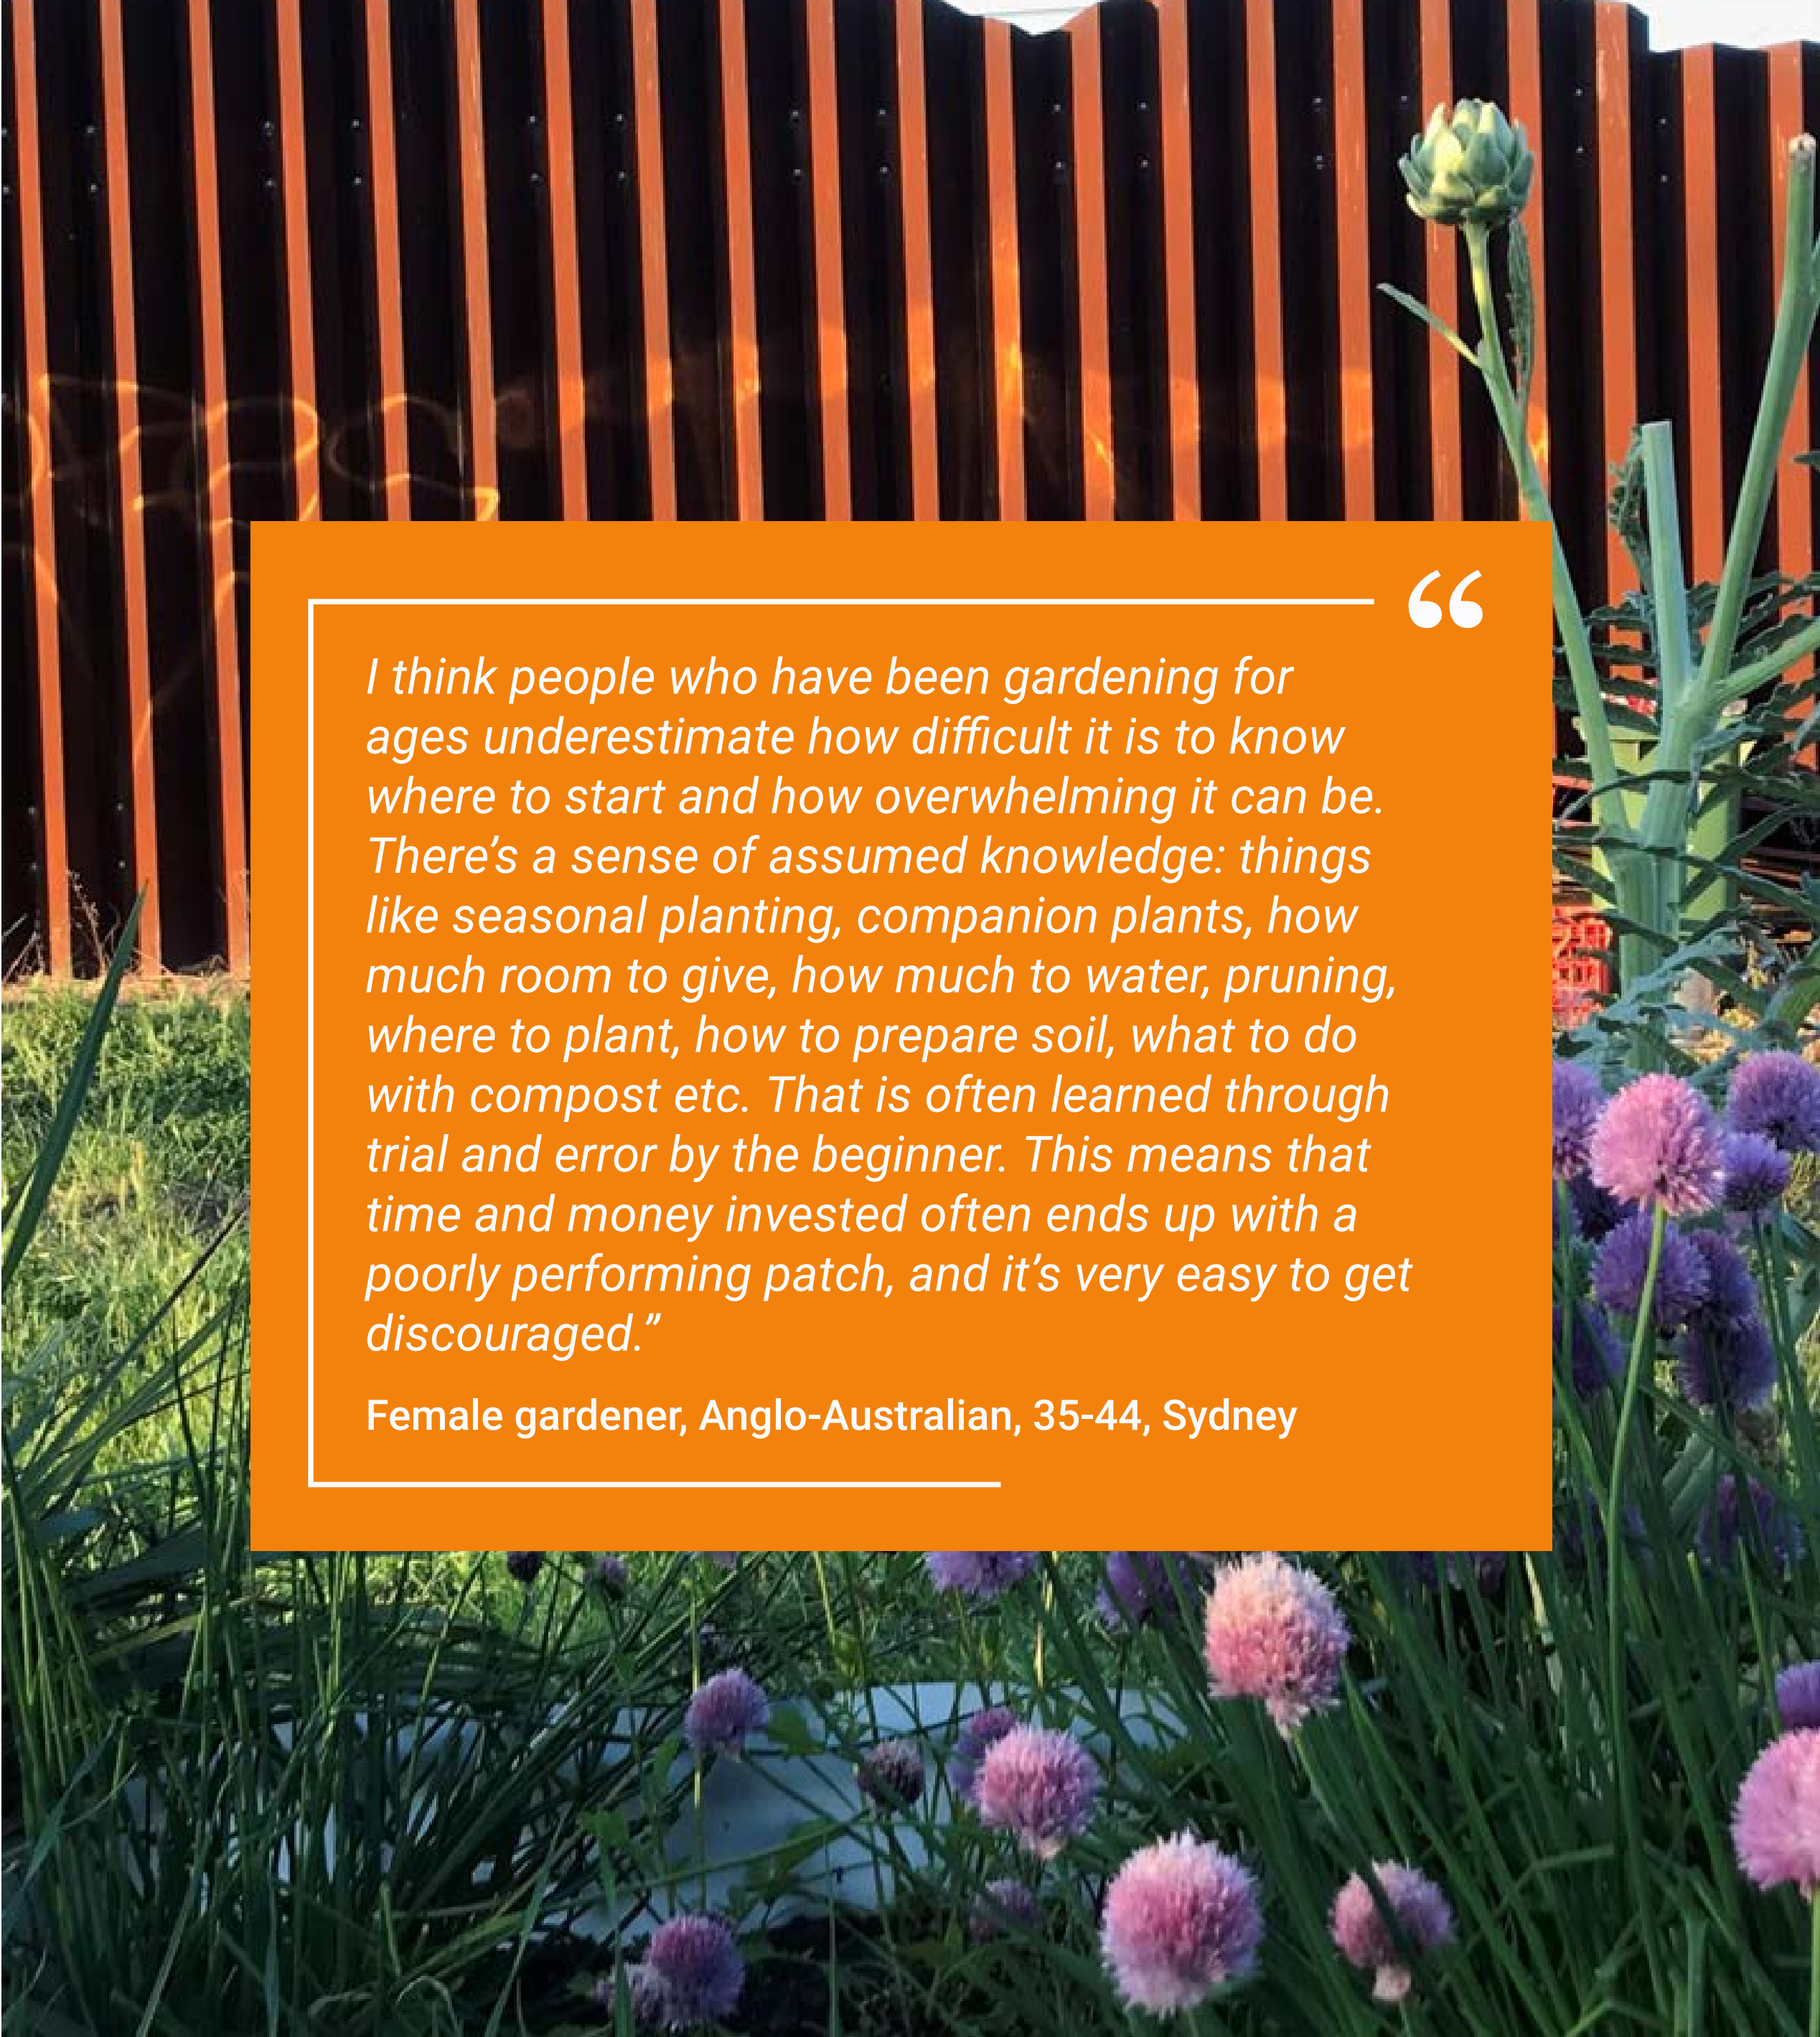 “
I think people who have been gardening for
ages underestimate how difficult it is to know
where to start and how overwhelming it can be.
There’s a sense of assumed knowledge: things
like seasonal planting, companion plants, how
much room to give, how much to water, pruning,
where to plant, how to prepare soil, what to do
with compost etc. That is often learned through
trial and error by the beginner. This means that
time and money invested often ends up with a
poorly performing patch, and it’s very easy to get
discouraged.”
Female gardener, Anglo-Australian, 35-44, Sydney